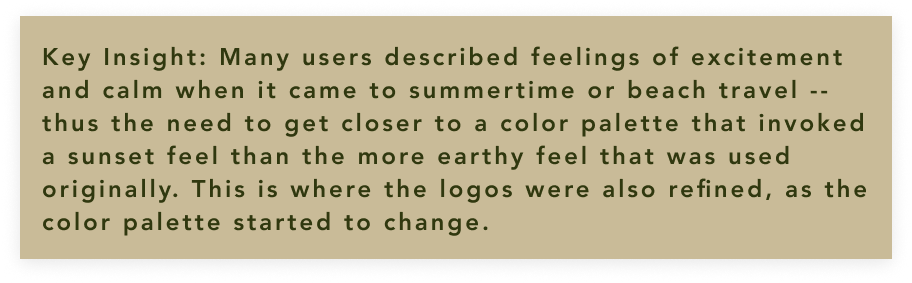 Key Insight: Many users described feelings of excitement
and calm when it came to summertime or beach travel --
thus the need to get closer to a color palette that invoked
a sunset feel than the more earthy feel that was used
originally. This is where the logos were also refined, as the
color palette started to change.